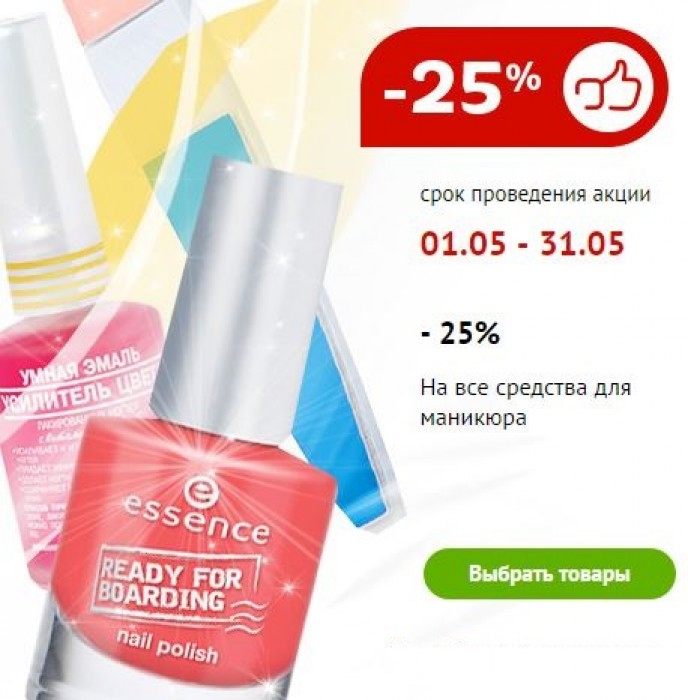 -25%
срок проведения акции
01.05 - 31.05
- 25%
На все средства для
маникюра
Выбрать товары
УМНАЯ ЭМАЛЬ
УСИЛИТЕЛЬ
essence
READY FOR
BOARDING
nail polish